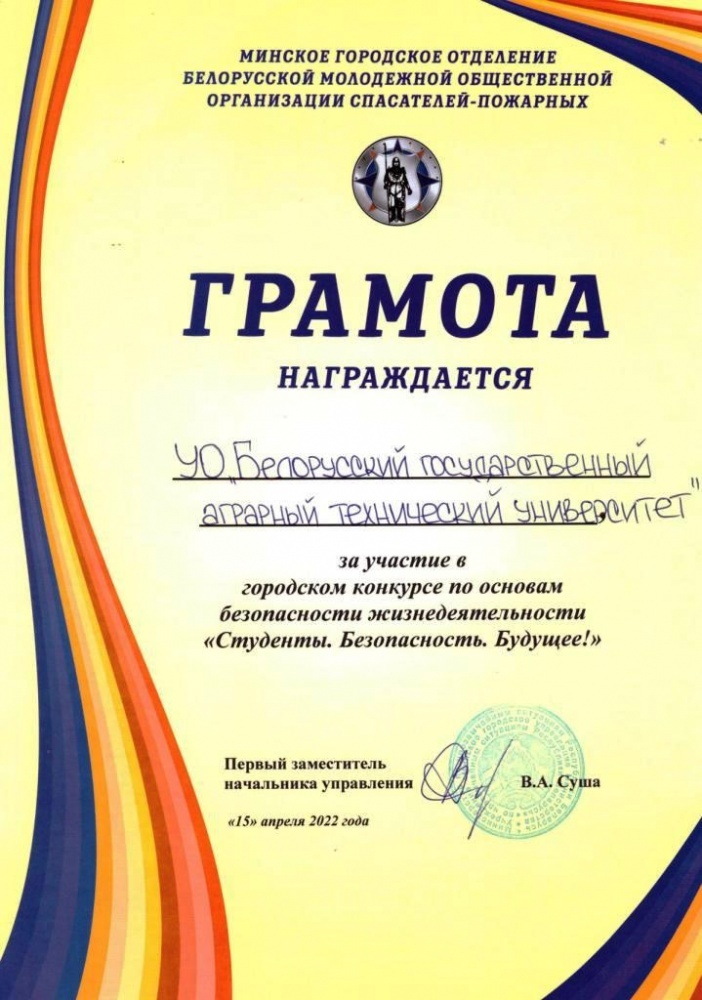 МИНСКОЕ ГОРОДСКОЕ ОТДЕЛЕНИЕ
БЕЛОРУССКОЙ МОЛОДЕЖНОЙ ОБЩЕСТВЕННОЙ
ОРГАНИЗАЦИИ СПАСАТЕЛЕЙ-ПОЖАРНЫХ
ГРАМОТА
НАГРАЖДАЕТСЯ
УО „Белорусский государственный
аграрный технический университет"
за участие в
городском конкурсе по основам
безопасности жизнедеятельности
«Студенты. Безопасность. Будущее!»
Первый заместитель
начальника управления В.А. Суша
«15» апреля 2022 года